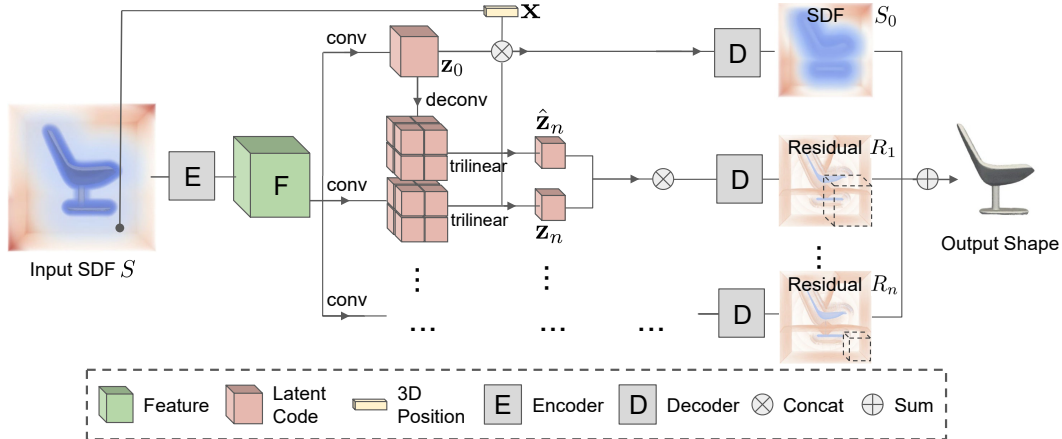 x
SDF S₀
conv
z₀
D
deconv
ẑₙ
Residual R₁
trilinear
E
F
conv
D
trilinear
zₙ
Input SDF S
Output Shape
conv
Residual Rₙ
...
...
...
D
Feature
Latent
Code
3D
Position
E
Encoder
D
Decoder
Concat
Sum